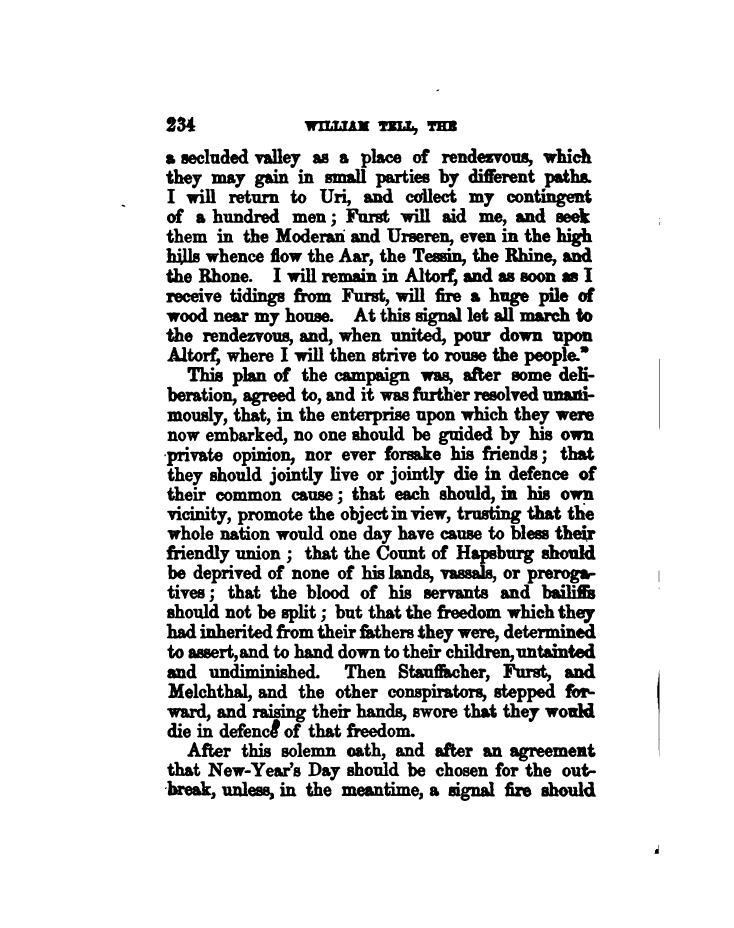 234 WILLIAM TELL, THE
a secluded valley as a place of rendezvous, which
they may gain in small parties by different paths.
I will return to Uri, and collect my contingent
of a hundred men; Furst will aid me, and seek
them in the Moderan and Urseren, even in the high
hills whence flow the Aar, the Tessin, the Rhine, and
the Rhone. I will remain in Altorf, and as soon as I
receive tidings from Furst, will fire a huge pile of
wood near my house. At this signal let all march to
the rendezvous, and, when united, pour down upon
Altorf, where I will then strive to rouse the people."
This plan of the campaign was, after some deli-
beration, agreed to, and it was further resolved unani-
mously, that, in the enterprise upon which they were
now embarked, no one should be guided by his own
private opinion, nor ever forsake his friends; that
they should jointly live or jointly die in defence of
their common cause; that each should, in his own
vicinity, promote the object in view, trusting that the
whole nation would one day have cause to bless their
friendly union; that the Count of Hapsburg should
be deprived of none of his lands, vassals, or preroga-
tives; that the blood of his servants and bailiffs
should not be split; but that the freedom which they
had inherited from their fathers they were, determined
to assert, and to hand down to their children, untainted
and undiminished. Then Stauffacher, Furst, and
Melchthal, and the other conspirators, stepped for-
ward, and raising their hands, swore that they would
die in defence of that freedom.
After this solemn oath, and after an agreement
that New-Year's Day should be chosen for the out-
break, unless, in the meantime, a signal fire should